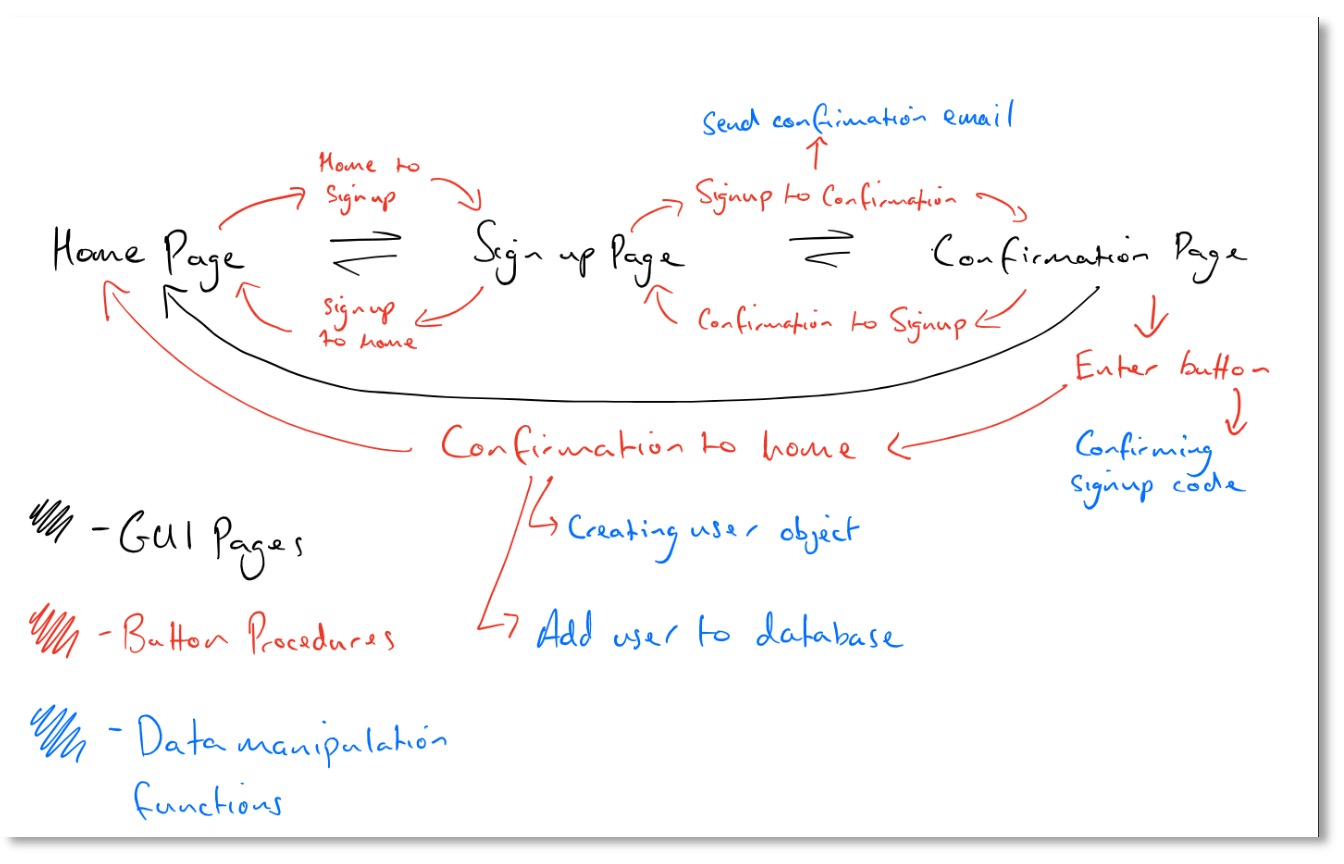 Send confirmation email
Home to
Signup
Signup to Confirmation
Home Page
Sign up Page
Confirmation Page
Signup
to home
Confirmation to Signup
Enter button
Confirmation to home
Confirming
signup code
- GUI Pages
Creating user object
- Button Procedures
Add user to database
- Data manipulation
functions